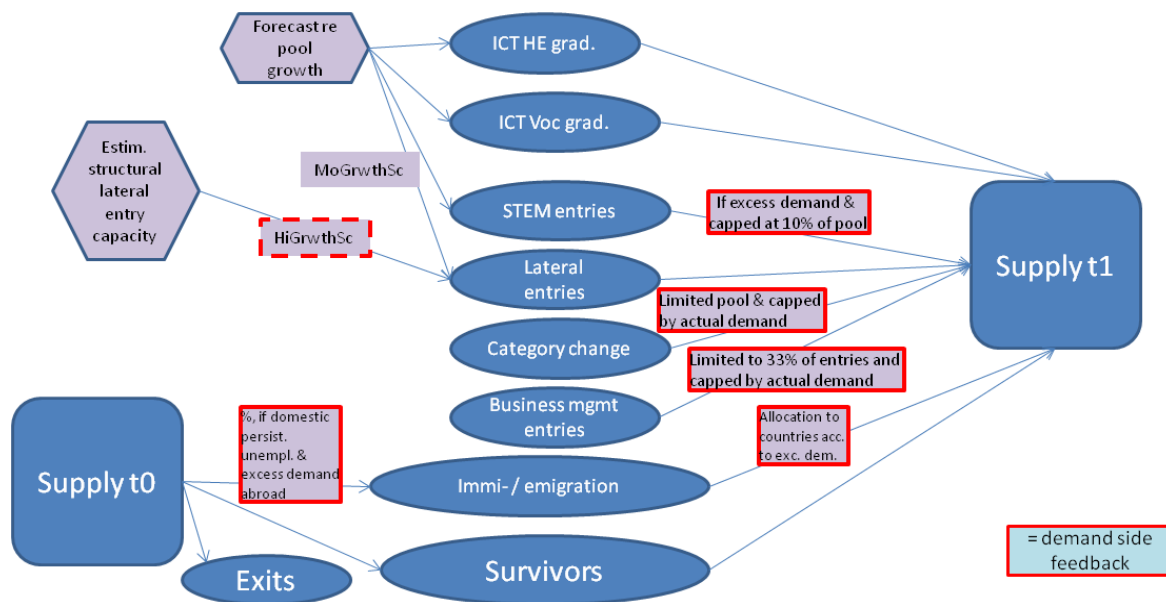 Forecast re
pool
growth
ICT HE grad.
ICT Voc grad.
Estim.
structural
lateral
entry
capacity
MoGrwthSc
HiGrwthSc
STEM entries
If excess demand &
capped at 10% of pool
Lateral
entries
Supply t1
Limited pool & capped
by actual demand
Category change
Limited to 33% of entries and
capped by actual demand
Business mgmt
entries
Supply t0
%, if domestic
persist.
unempl. &
excess demand
abroad
Allocation to
countries acc.
to exc. dem.
Immi-/ emigration
Survivors
Exits
= demand side
feedback